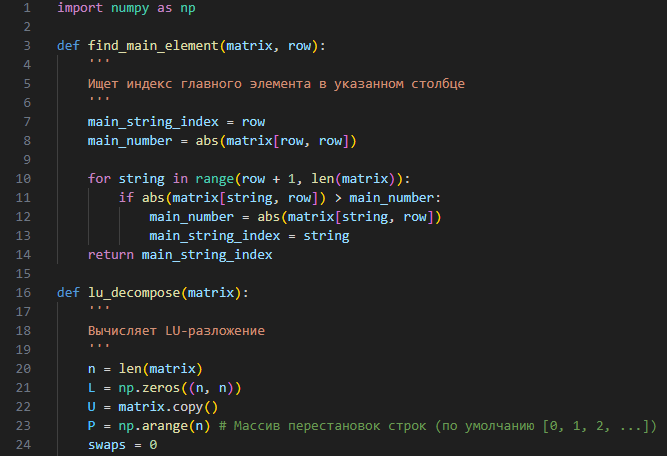 1 import numpy as np
2
3 def find_main_element(matrix, row):
4     '''
5     Ищет индекс главного элемента в указанном столбце
6     '''
7     main_string_index = row
8     main_number = abs(matrix[row, row])
9
10     for string in range(row + 1, len(matrix)):
11         if abs(matrix[string, row]) > main_number:
12             main_number = abs(matrix[string, row])
13             main_string_index = string
14     return main_string_index
15
16 def lu_decompose(matrix):
17     '''
18     Вычисляет LU-разложение
19     '''
20     n = len(matrix)
21     L = np.zeros((n, n))
22     U = matrix.copy()
23     P = np.arange(n) # Массив перестановок строк (по умолчанию [0, 1, 2, ...])
24     swaps = 0